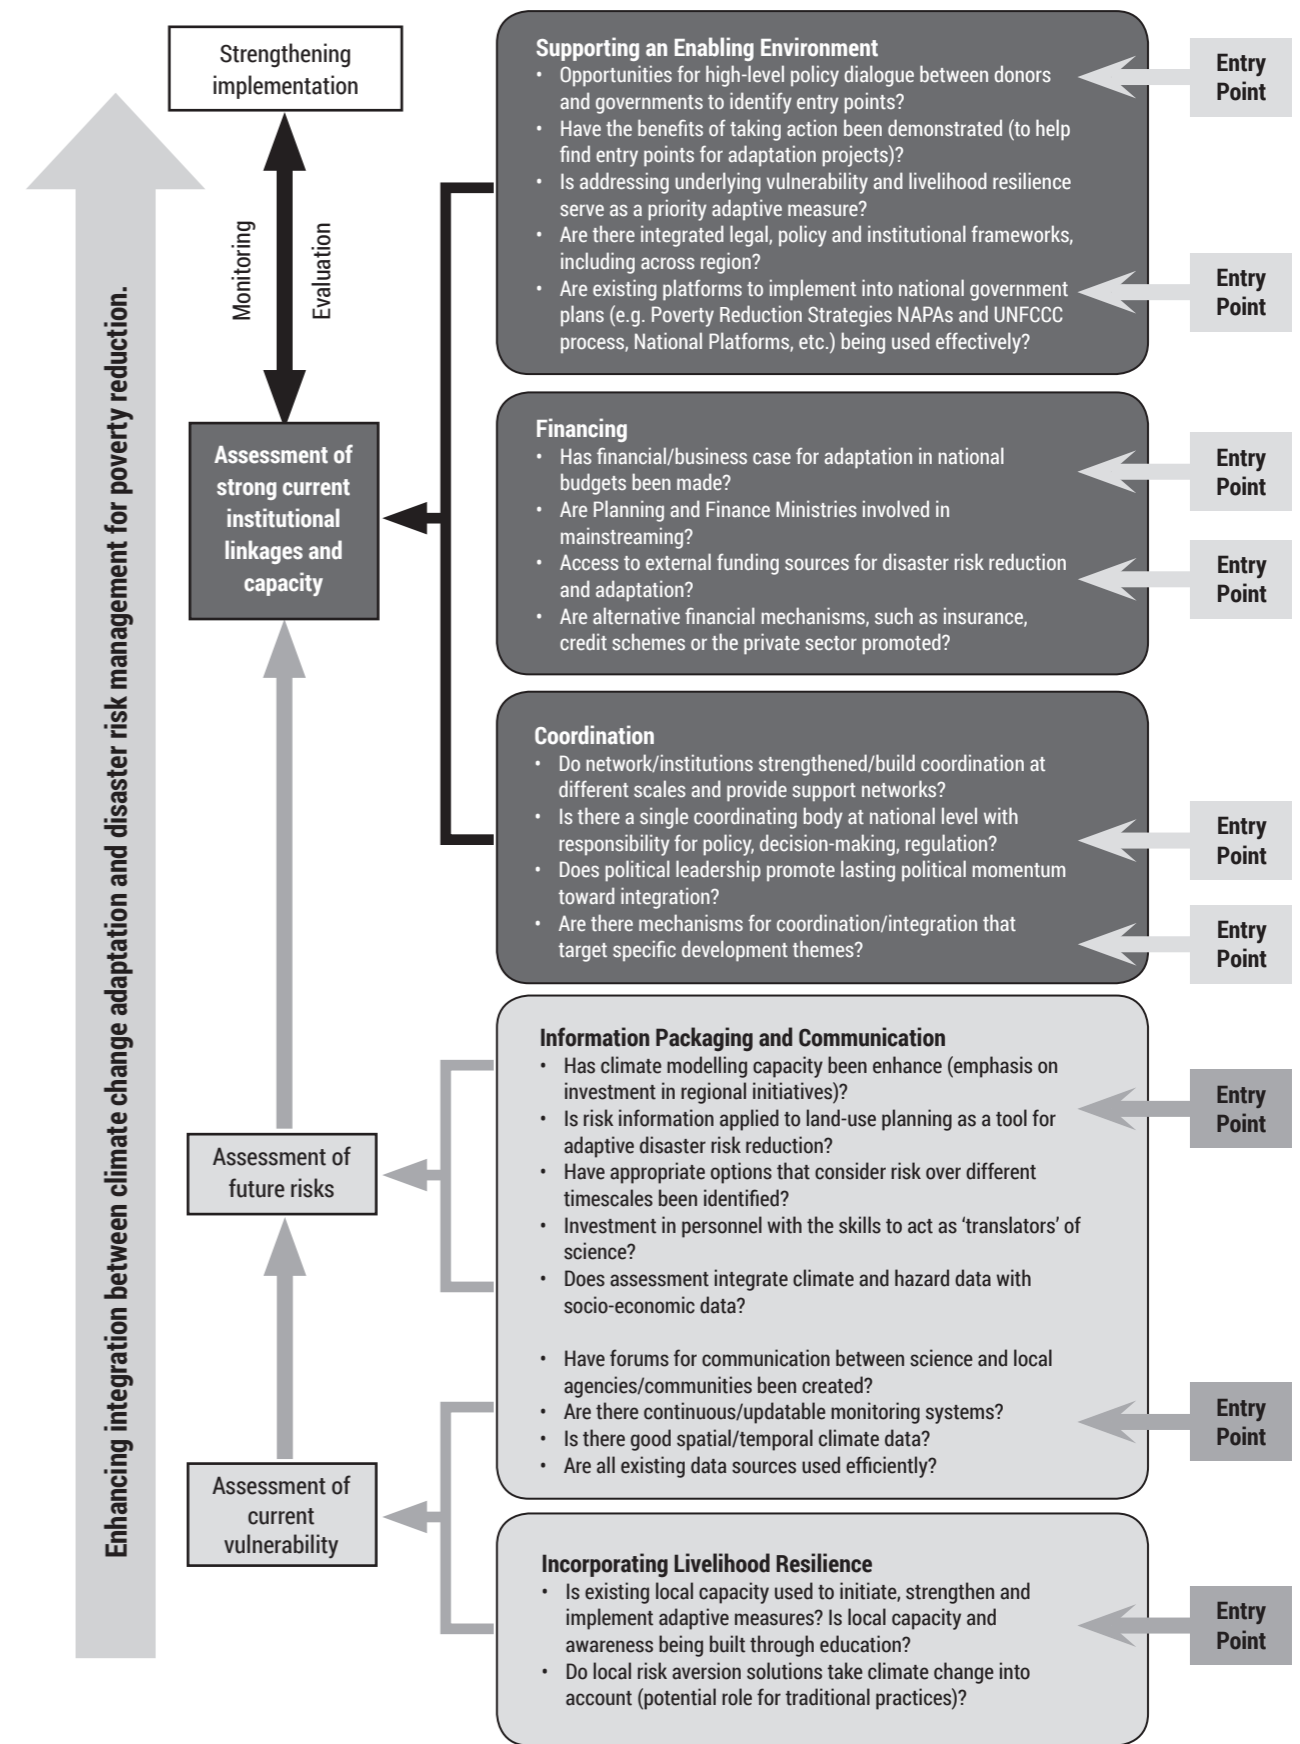 Enhancing integration between climate change adaptation and disaster risk management for poverty reduction.
Strengthening
implementation
Monitoring
Evaluation
Assessment of
strong current
institutional
linkages and
capacity
Assessment of
future risks
Assessment of
current
vulnerability
Supporting an Enabling Environment
• Opportunities for high-level policy dialogue between donors
and governments to identify entry points?
• Have the benefits of taking action been demonstrated (to help
find entry points for adaptation projects)?
• Is addressing underlying vulnerability and livelihood resilience
serve as a priority adaptive measure?
• Are there integrated legal, policy and institutional frameworks,
including across region?
• Are existing platforms to implement into national government
plans (e.g. Poverty Reduction Strategies NAPAs and UNFCCC
process, National Platforms, etc.) being used effectively?
Entry
Point
Entry
Point
Financing
• Has financial/business case for adaptation in national
budgets been made?
• Are Planning and Finance Ministries involved in
mainstreaming?
• Access to external funding sources for disaster risk reduction
and adaptation?
• Are alternative financial mechanisms, such as insurance,
credit schemes or the private sector promoted?
Entry
Point
Entry
Point
Coordination
• Do network/institutions strengthened/build coordination at
different scales and provide support networks?
• Is there a single coordinating body at national level with
responsibility for policy, decision-making, regulation?
• Does political leadership promote lasting political momentum
toward integration?
• Are there mechanisms for coordination/integration that
target specific development themes?
Entry
Point
Entry
Point
Information Packaging and Communication
• Has climate modelling capacity been enhance (emphasis on
investment in regional initiatives)?
• Is risk information applied to land-use planning as a tool for
adaptive disaster risk reduction?
• Have appropriate options that consider risk over different
timescales been identified?
• Investment in personnel with the skills to act as ‘translators’ of
science?
• Does assessment integrate climate and hazard data with
socio-economic data?
• Have forums for communication between science and local
agencies/communities been created?
• Are there continuous/updatable monitoring systems?
• Is there good spatial/temporal climate data?
• Are all existing data sources used efficiently?
Entry
Point
Entry
Point
Incorporating Livelihood Resilience
• Is existing local capacity used to initiate, strengthen and
implement adaptive measures? Is local capacity and
awareness being built through education?
• Do local risk aversion solutions take climate change into
account (potential role for traditional practices)?
Entry
Point